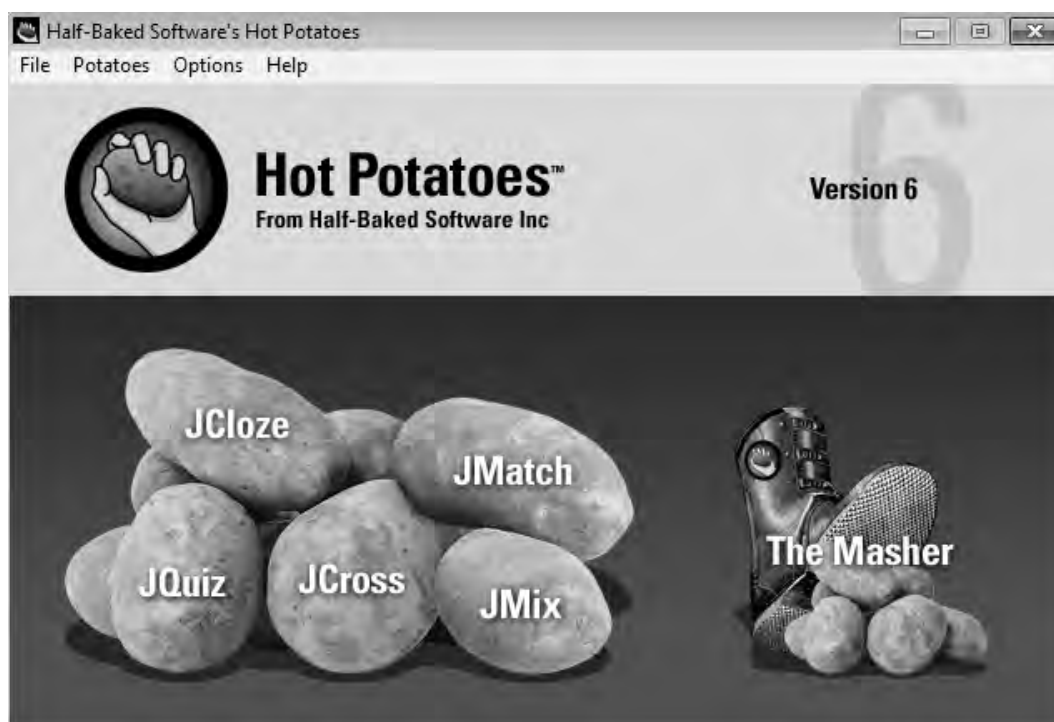 Half-Baked Software's Hot Potatoes
File Potatoes Options Help
Hot Potatoes™
From Half-Baked Software Inc
Version 6
6
JCloze
JMatch
JQuiz
JCross
JMix
The Masher